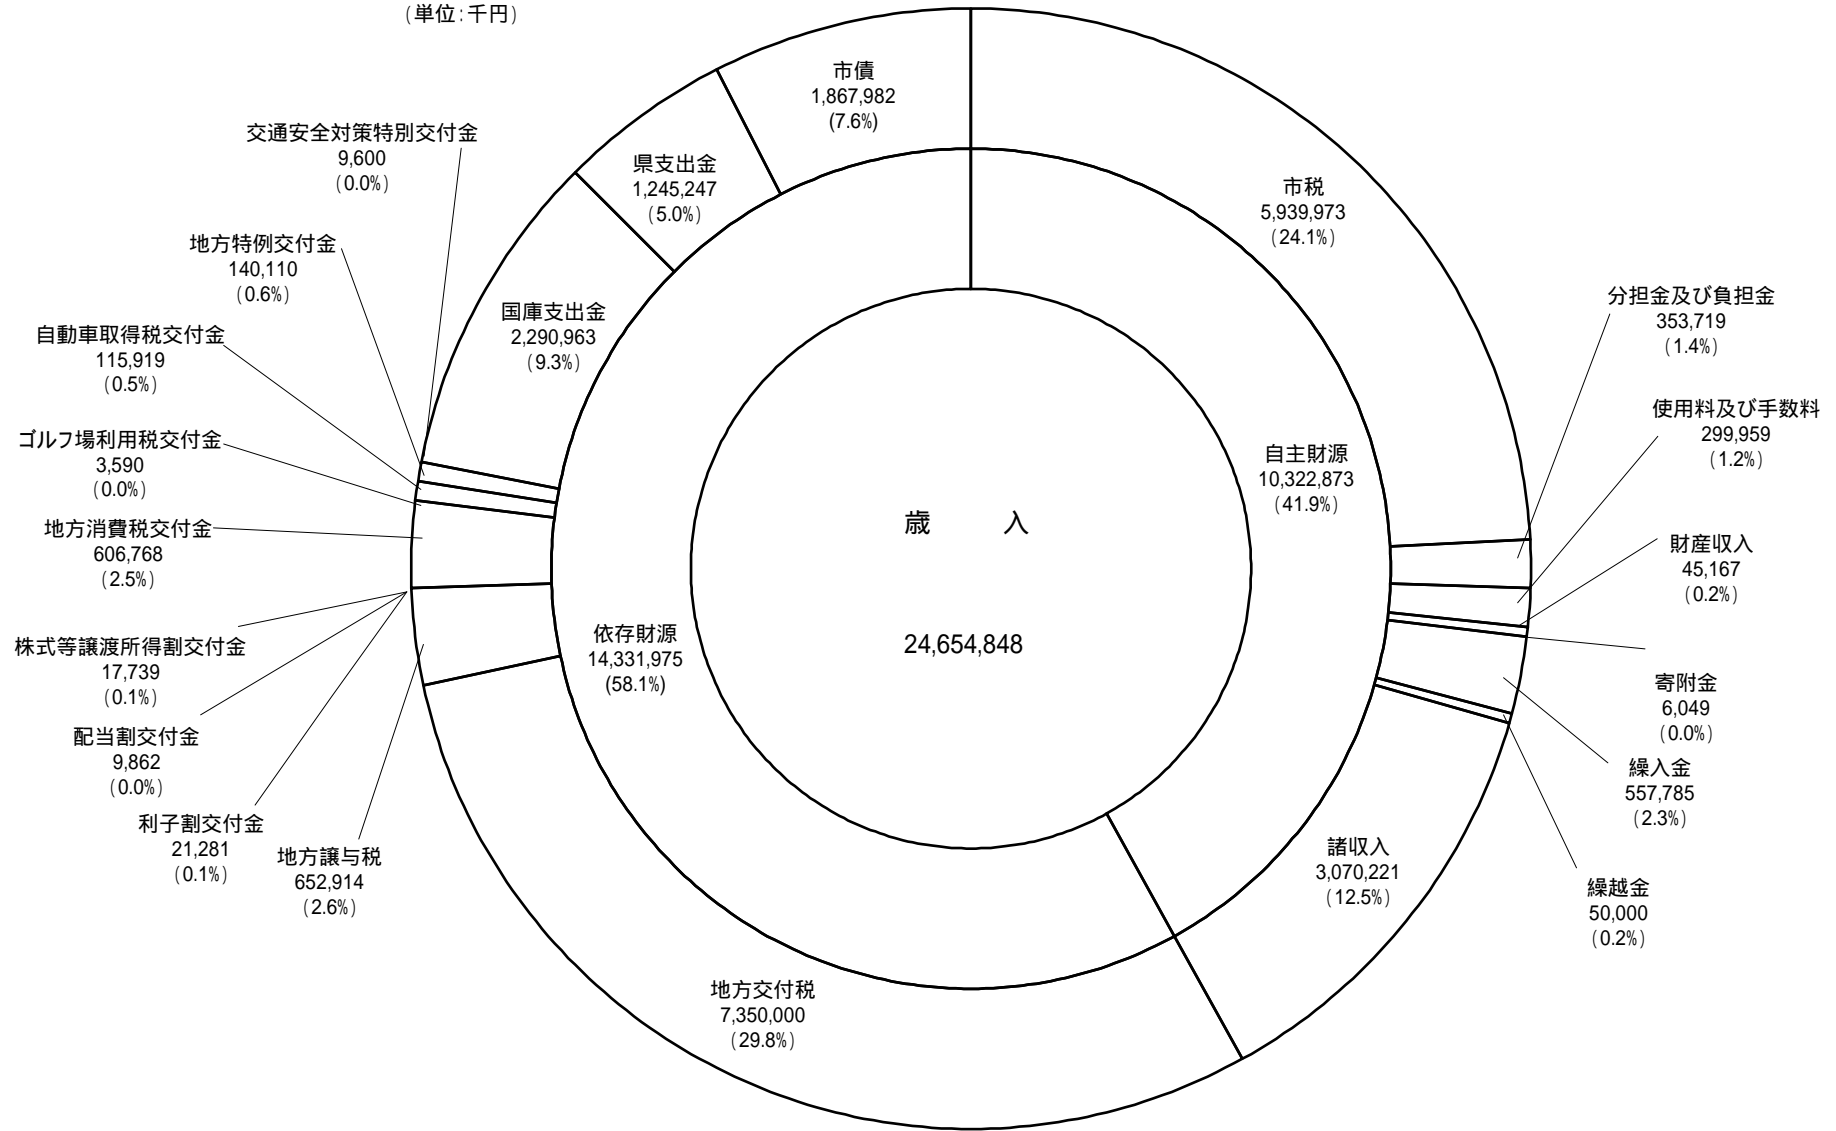 (単位:千円)
市債
1,867,982
(7.6%)
交通安全対策特別交付金
9,600
(0.0%)
県支出金
1,245,247
(5.0%)
市税
5,939,973
(24.1%)
地方特例交付金
140,110
(0.6%)
国庫支出金
2,290,963
(9.3%)
分担金及び負担金
353,719
(1.4%)
自動車取得税交付金
115,919
(0.5%)
使用料及び手数料
299,959
(1.2%)
ゴルフ場利用税交付金
3,590
(0.0%)
自主財源
10,322,873
(41.9%)
地方消費税交付金
606,768
(2.5%)
歳 入
24,654,848
財産収入
45,167
(0.2%)
依存財源
14,331,975
(58.1%)
株式等譲渡所得割交付金
17,739
(0.1%)
寄附金
6,049
(0.0%)
配当割交付金
9,862
(0.0%)
繰入金
557,785
(2.3%)
利子割交付金
21,281
(0.1%)
地方譲与税
652,914
(2.6%)
諸収入
3,070,221
(12.5%)
繰越金
50,000
(0.2%)
地方交付税
7,350,000
(29.8%)